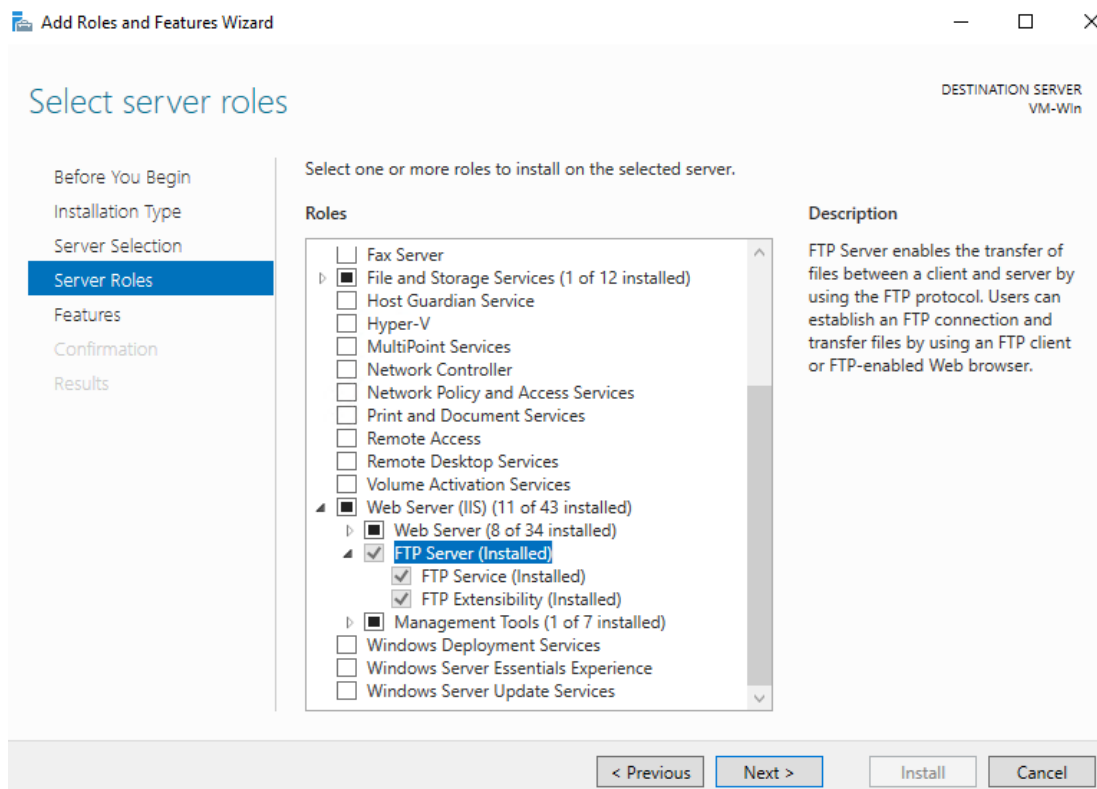 Add Roles and Features Wizard
Select server roles
DESTINATION SERVER
VM-Win
Before You Begin
Installation Type
Server Selection
Server Roles
Features
Confirmation
Results
Select one or more roles to install on the selected server.
Roles
Fax Server
File and Storage Services (1 of 12 installed)
Host Guardian Service
Hyper-V
MultiPoint Services
Network Controller
Network Policy and Access Services
Print and Document Services
Remote Access
Remote Desktop Services
Volume Activation Services
Web Server (IIS) (11 of 43 installed)
Web Server (8 of 34 installed)
FTP Server (Installed)
FTP Service (Installed)
FTP Extensibility (Installed)
Management Tools (1 of 7 installed)
Windows Deployment Services
Windows Server Essentials Experience
Windows Server Update Services
Description
FTP Server enables the transfer of
files between a client and server by
using the FTP protocol. Users can
establish an FTP connection and
transfer files by using an FTP client
or FTP-enabled Web browser.
< Previous
Next >
Install
Cancel